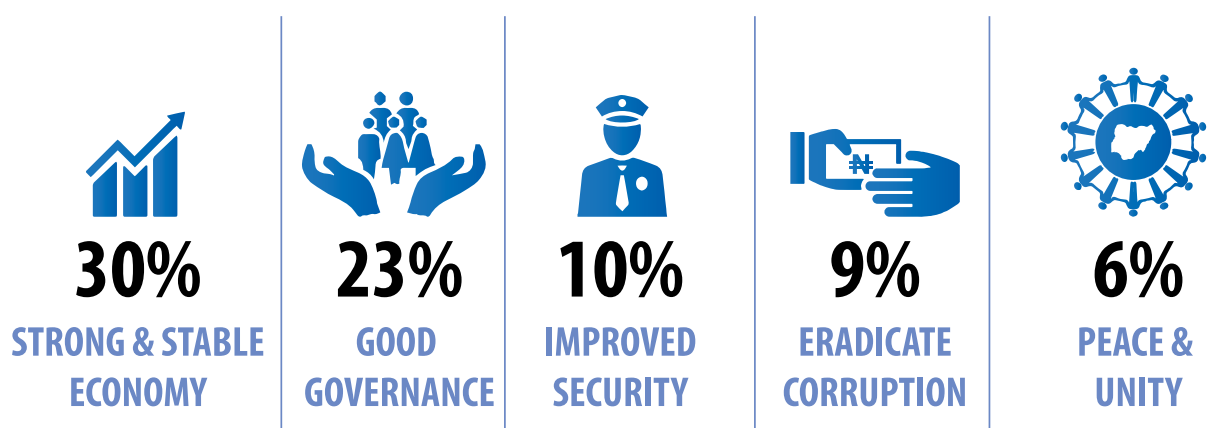 ₦
30%
STRONG & STABLE
ECONOMY
23%
GOOD
GOVERNANCE
10%
IMPROVED
SECURITY
9%
ERADICATE
CORRUPTION
6%
PEACE &
UNITY